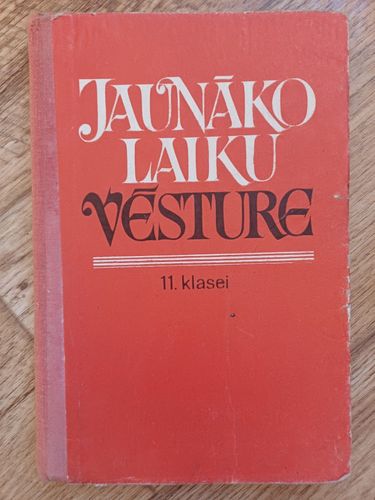 JAUNĀKO
LAIKU
VĒSTURE
11. klasei